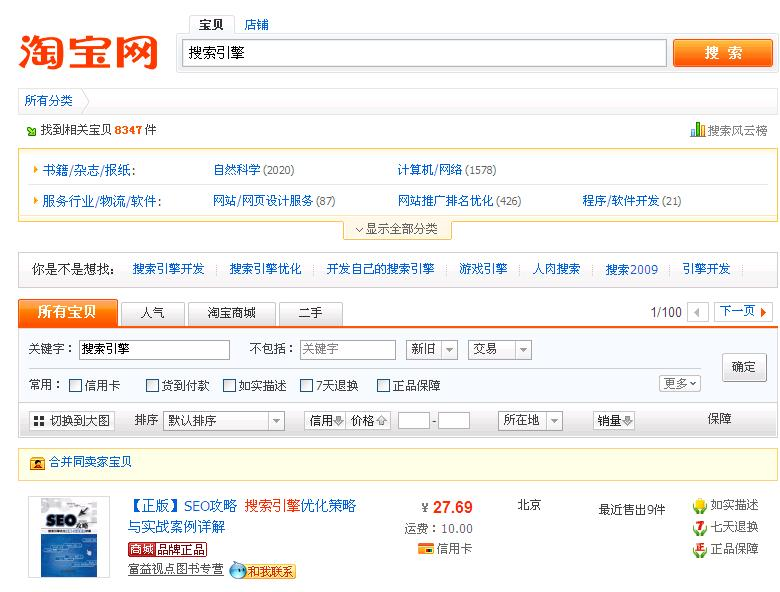 宝贝 店铺
淘宝网 搜索引擎 搜 索
所有分类
找到相关宝贝 8347 件 搜索风云榜
书籍/杂志/报纸: 自然科学 (2020) 计算机/网络 (1578)
服务行业/物流/软件: 网站/网页设计服务 (87) 网站推广排名优化 (426) 程序/软件开发 (21)
显示全部分类
你是不是想找： 搜索引擎开发 搜索引擎优化 开发自己的搜索引擎 游戏引擎 人肉搜索 搜索2009 引擎开发
所有宝贝 人气 淘宝商城 二手 1/100 下一页
关键字： 搜索引擎 不包括： 关键字 新旧 交易 确定
常用： 信用卡 货到付款 如实描述 7天退换 正品保障 更多
切换到大图 排序 默认排序 信用 价格 - 所在地 销量 保障
合并同卖家宝贝
【正版】SEO攻略 搜索引擎优化策略 ¥ 27.69 北京 最近售出9件 如实描述
与实战案例详解 运费：10.00 七天退换
商城 品牌正品 信用卡 正品保障
富益视点图书专营 和我联系
SEO攻略